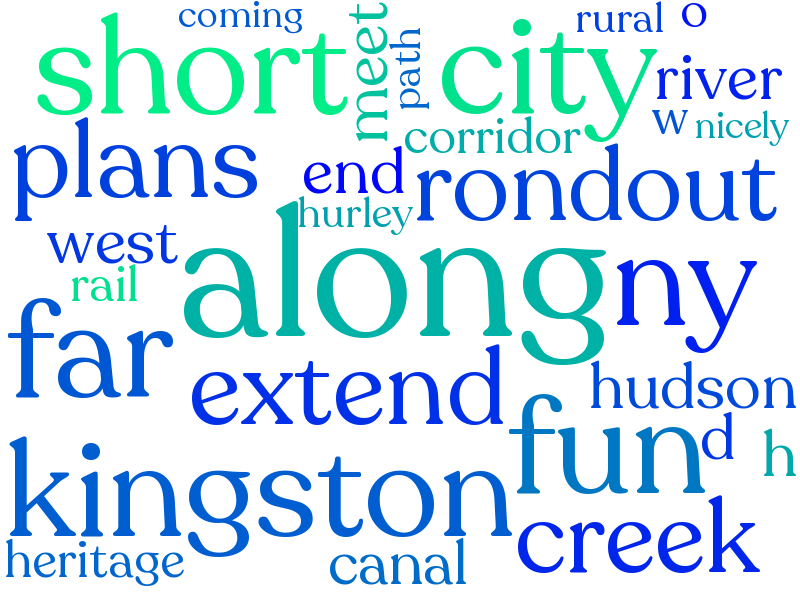 coming
rural
o
short
meet
path
city
river
w
nicely
corridor
plans
end
rondout
hurley
west
along
ny
rail
far
extend
hudson
fun
d
h
kingston
creek
heritage
canal